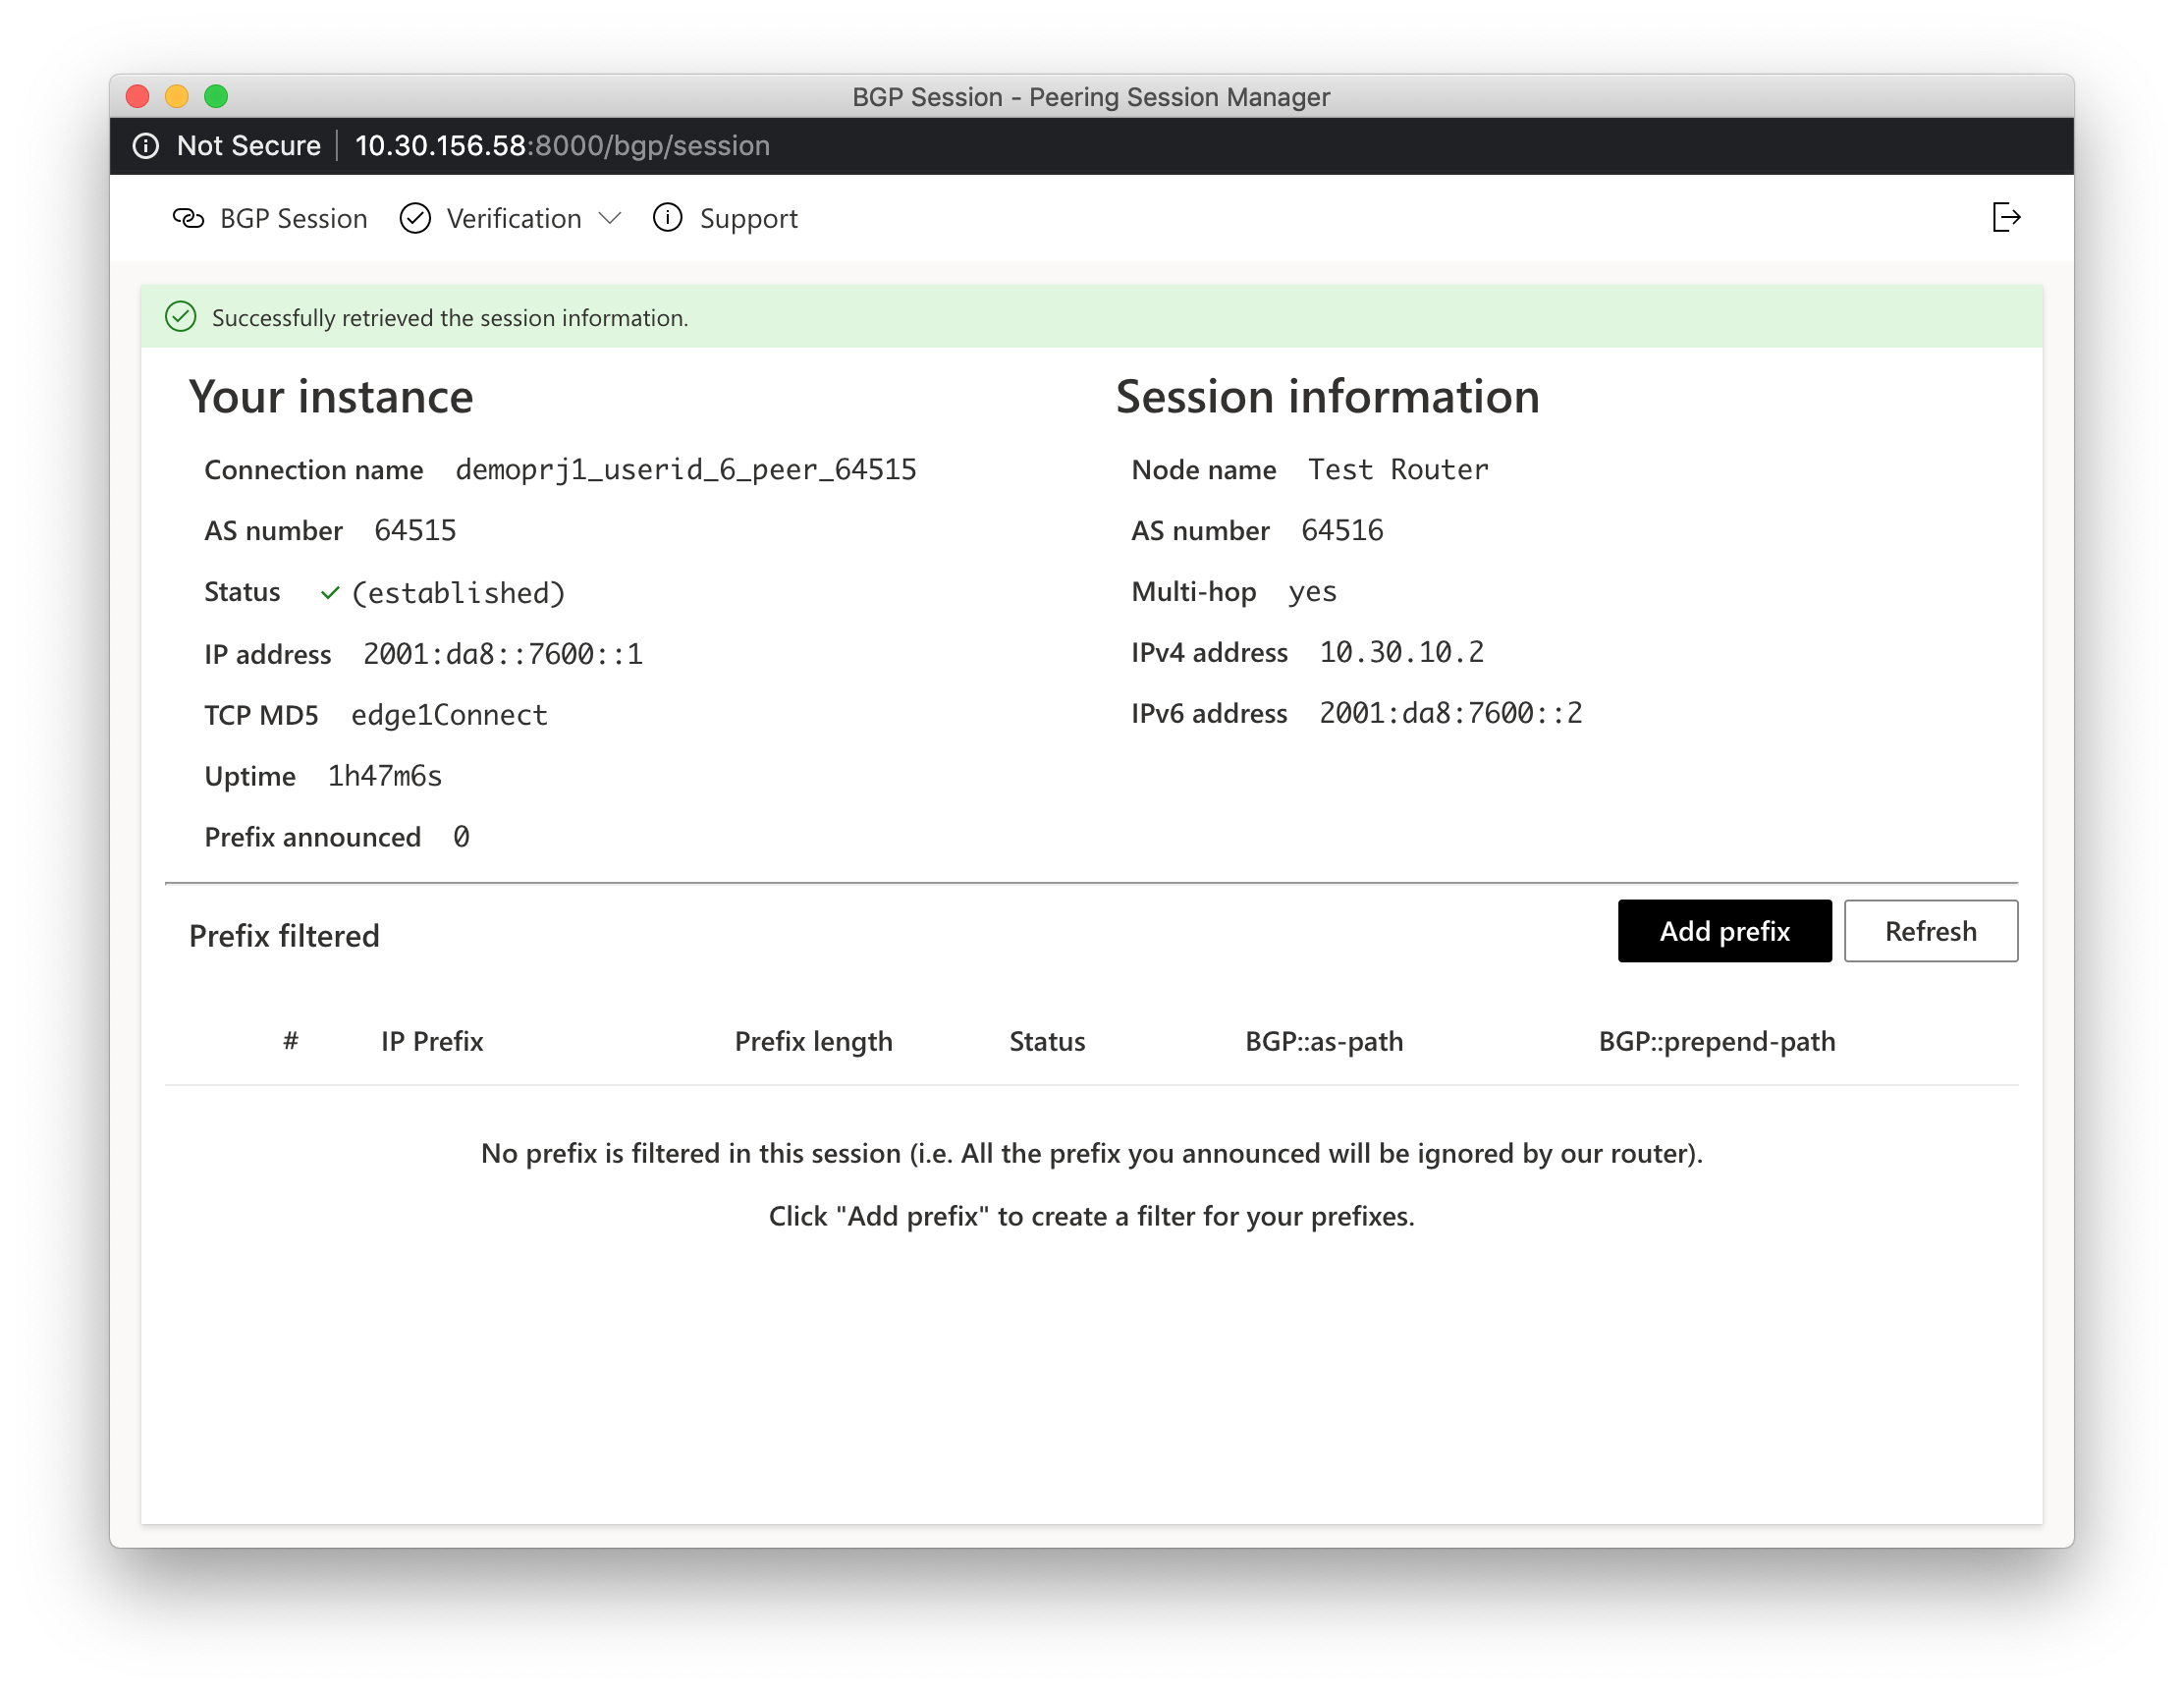 BGP Session - Peering Session Manager
Not Secure 10.30.156.58:8000/bgp/session
BGP Session Verification Support
Successfully retrieved the session information.
Your instance
Connection name demoprj1_userid_6_peer_64515
AS number 64515
Status (established)
IP address 2001:da8::7600::1
TCP MD5 edge1Connect
Uptime 1h47m6s
Prefix announced 0
Session information
Node name Test Router
AS number 64516
Multi-hop yes
IPv4 address 10.30.10.2
IPv6 address 2001:da8:7600::2
Prefix filtered
Add prefix Refresh
# IP Prefix Prefix length Status BGP::as-path BGP::prepend-path
No prefix is filtered in this session (i.e. All the prefix you announced will be ignored by our router).
Click "Add prefix" to create a filter for your prefixes.